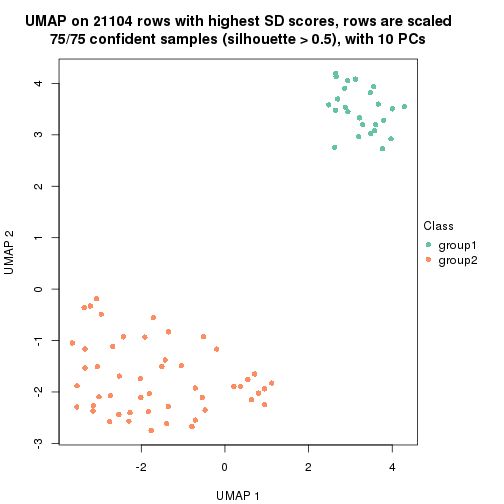 UMAP on 21104 rows with highest SD scores, rows are scaled
75/75 confident samples (silhouette > 0.5), with 10 PCs
4
3
2
1
0
-1
-2
-3
UMAP 2
-2
0
2
4
UMAP 1
Class
group1
group2